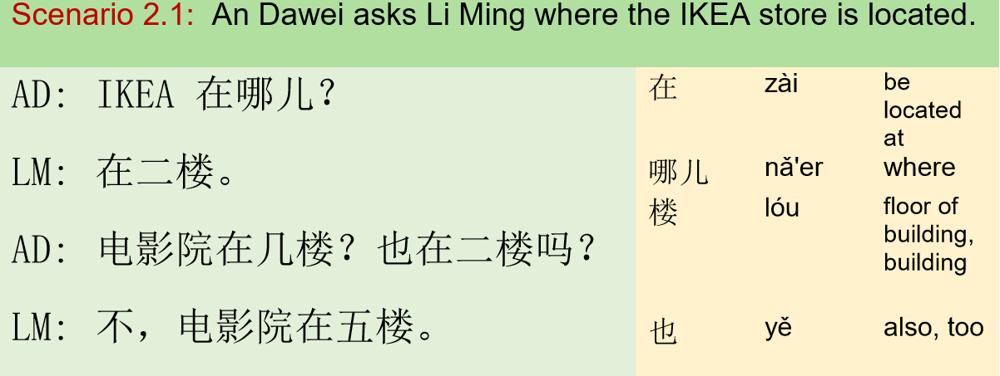 Scenario 2.1: An Dawei asks Li Ming where the IKEA store is located.
AD: IKEA 在哪儿?
LM: 在二楼。
AD: 电影院在几楼? 也在二楼吗?
LM: 不, 电影院在五楼。
在 zài be
located
at
哪儿 nǎ'er where
楼 lóu floor of
building,
building
也 yě also, too